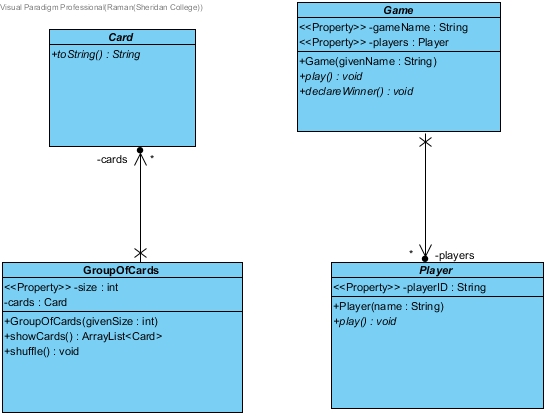 Visual Paradigm Professional(Raman(Sheridan College))
Card
+toString() : String
Game
<<Property>> -gameName : String
<<Property>> -players : Player
+Game(givenName : String)
+play() : void
+declareWinner() : void
-cards
*
*
-players
GroupOfCards
<<Property>> -size : int
-cards : Card
+GroupOfCards(givenSize : int)
+showCards() : ArrayList<Card>
+shuffle() : void
Player
<<Property>> -playerID : String
+Player(name : String)
+play() : void